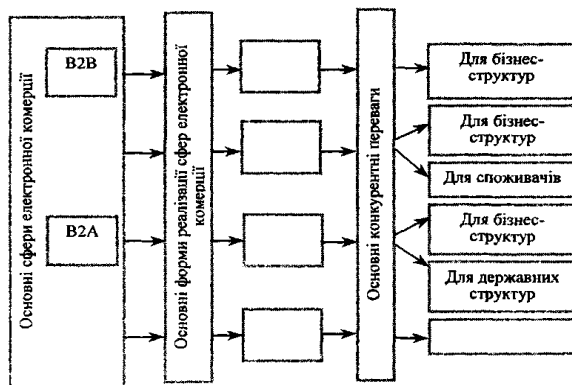 Основні сфери електронної комерції
B2B
B2A
Основні форми реалізації сфер електронної
комерції
Основні конкурентні переваги
Для бізнес-
структур
Для бізнес-
структур
Для споживачів
Для бізнес-
структур
Для державних
структур